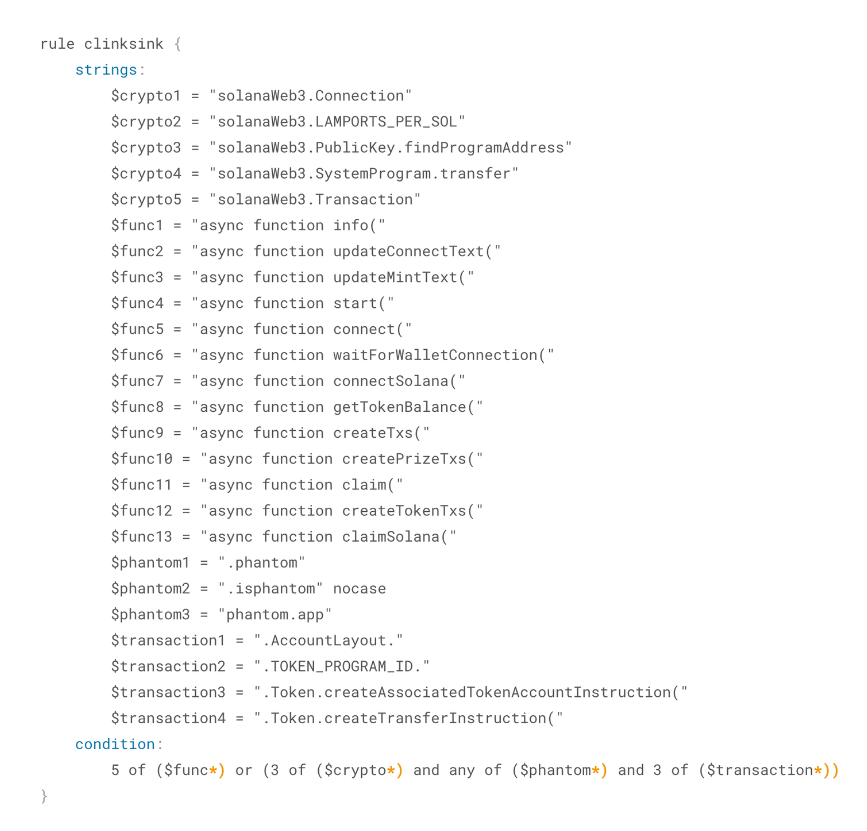 rule clinksink {
    strings:
        $crypto1 = "solanaWeb3.Connection"
        $crypto2 = "solanaWeb3.LAMPORTS_PER_SOL"
        $crypto3 = "solanaWeb3.PublicKey.findProgramAddress"
        $crypto4 = "solanaWeb3.SystemProgram.transfer"
        $crypto5 = "solanaWeb3.Transaction"
        $func1 = "async function info("
        $func2 = "async function updateConnectText("
        $func3 = "async function updateMintText("
        $func4 = "async function start("
        $func5 = "async function connect("
        $func6 = "async function waitForWalletConnection("
        $func7 = "async function connectSolana("
        $func8 = "async function getTokenBalance("
        $func9 = "async function createTxs("
        $func10 = "async function createPrizeTxs("
        $func11 = "async function claim("
        $func12 = "async function createTokenTxs("
        $func13 = "async function claimSolana("
        $phantom1 = ".phantom"
        $phantom2 = ".isphantom" nocase
        $phantom3 = "phantom.app"
        $transaction1 = ".AccountLayout."
        $transaction2 = ".TOKEN_PROGRAM_ID."
        $transaction3 = ".Token.createAssociatedTokenAccountInstruction("
        $transaction4 = ".Token.createTransferInstruction("
    condition:
        5 of ($func*) or (3 of ($crypto*) and any of ($phantom*) and 3 of ($transaction*))
}